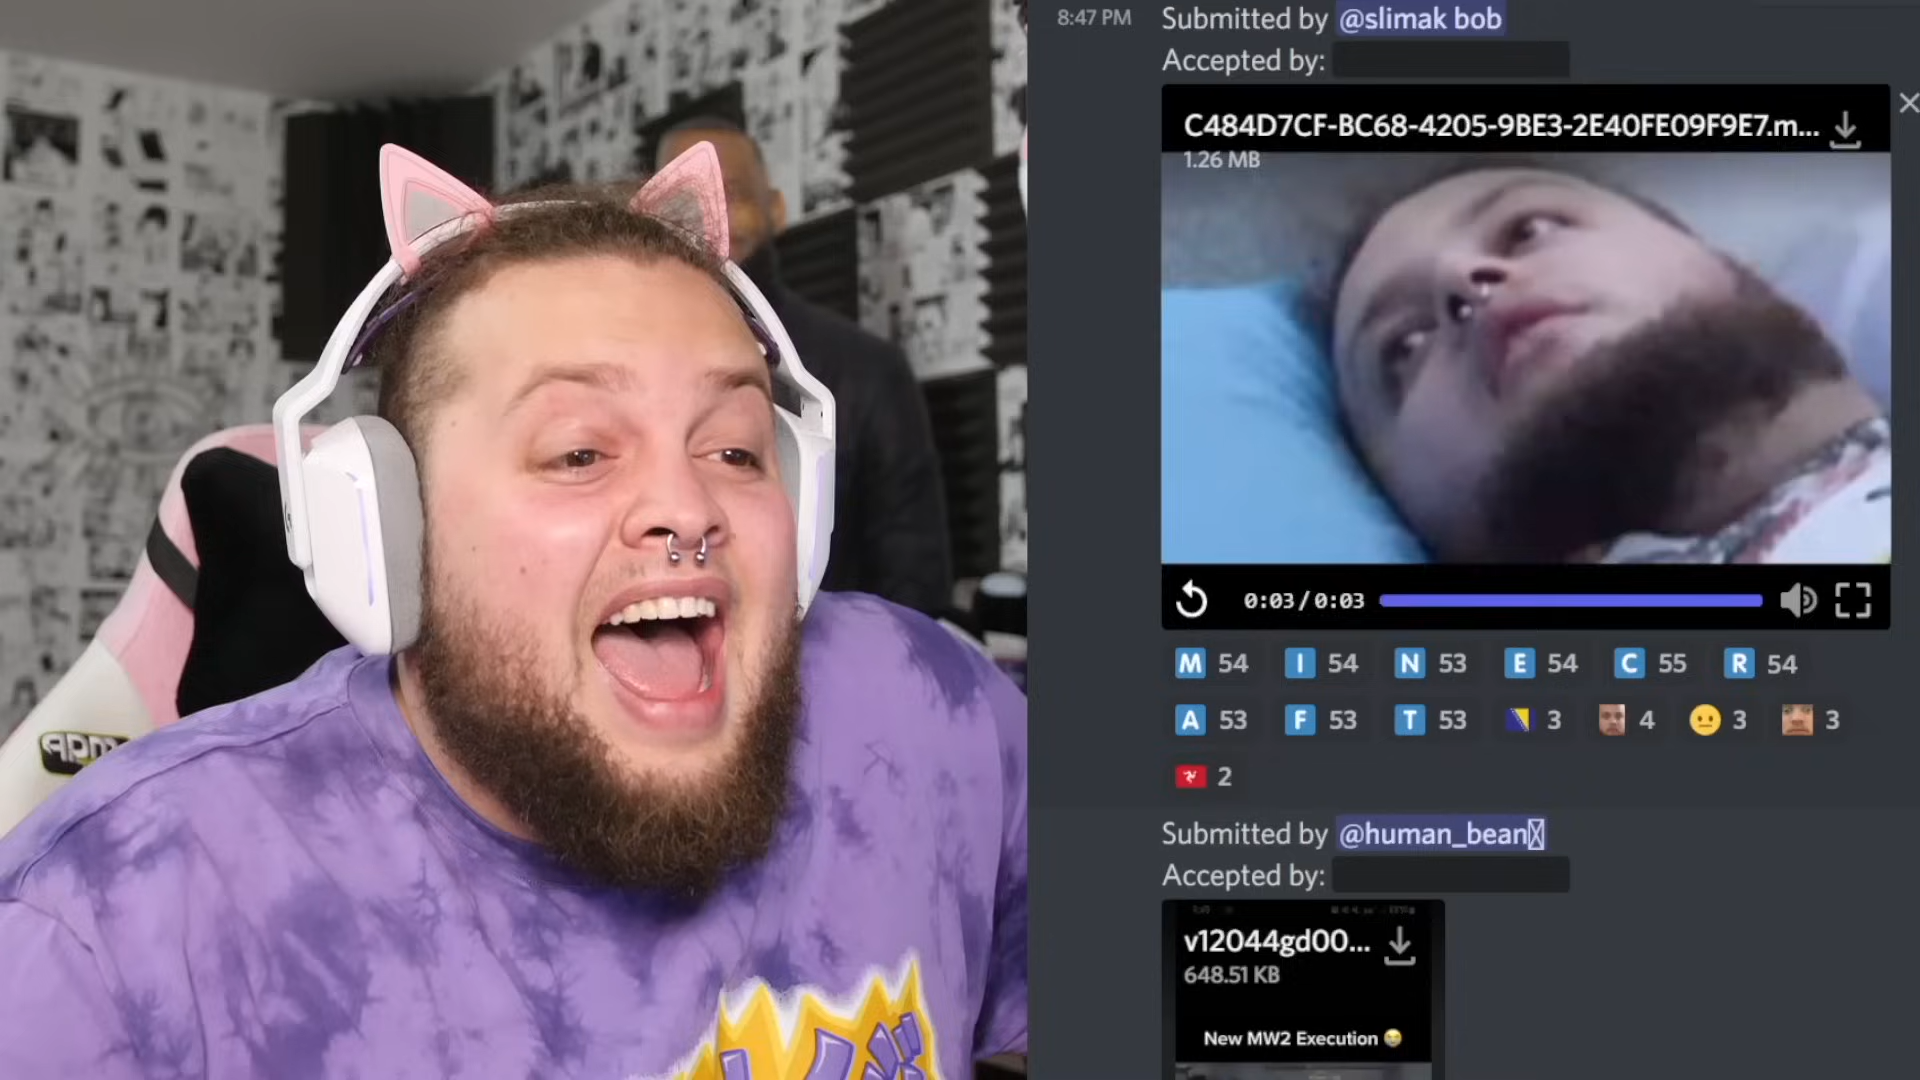 8:47 PM
Submitted by @slimak bob
Accepted by:
C484D7CF-BC68-4205-9BE3-2E40FE09F9E7.m...
1.26 MB
0:03/0:03
M 54 I 54 N 53 E 54 C 55 R 54
A 53 F 53 T 53 3 4 3 3
2
Submitted by @human_bean
Accepted by:
v12044gd00...
648.51 KB
New MW2 Execution 😂